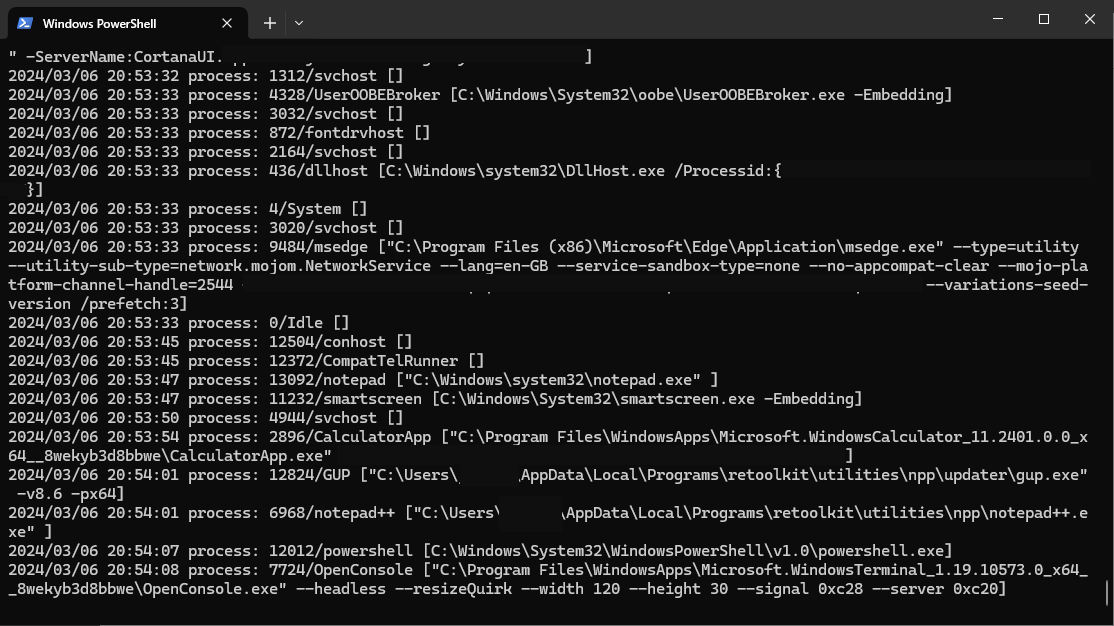 Windows PowerShell
" -ServerName:CortanaUI. ]
2024/03/06 20:53:32 process: 1312/svchost []
2024/03/06 20:53:33 process: 4328/UserOOBEBroker [C:\Windows\System32\oobe\UserOOBEBroker.exe -Embedding]
2024/03/06 20:53:33 process: 3032/svchost []
2024/03/06 20:53:33 process: 872/fontdrvhost []
2024/03/06 20:53:33 process: 2164/svchost []
2024/03/06 20:53:33 process: 436/dllhost [C:\Windows\system32\DllHost.exe /Processid:{
}]
2024/03/06 20:53:33 process: 4/System []
2024/03/06 20:53:33 process: 3020/svchost []
2024/03/06 20:53:33 process: 9484/msedge ["C:\Program Files (x86)\Microsoft\Edge\Application\msedge.exe" --type=utility
--utility-sub-type=network.mojom.NetworkService --lang=en-GB --service-sandbox-type=none --no-appcompat-clear --mojo-pla
tform-channel-handle=2544 --variations-seed-
version /prefetch:3]
2024/03/06 20:53:33 process: 0/Idle []
2024/03/06 20:53:45 process: 12504/conhost []
2024/03/06 20:53:45 process: 12372/CompatTelRunner []
2024/03/06 20:53:47 process: 13092/notepad ["C:\Windows\system32\notepad.exe" ]
2024/03/06 20:53:47 process: 11232/smartscreen [C:\Windows\System32\smartscreen.exe -Embedding]
2024/03/06 20:53:50 process: 4944/svchost []
2024/03/06 20:53:54 process: 2896/CalculatorApp ["C:\Program Files\WindowsApps\Microsoft.WindowsCalculator_11.2401.0.0_x
64__8wekyb3d8bbwe\CalculatorApp.exe" ]
2024/03/06 20:54:01 process: 12824/GUP ["C:\Users\ AppData\Local\Programs\retoolkit\utilities\npp\updater\gup.exe"
-v8.6 -px64]
2024/03/06 20:54:01 process: 6968/notepad++ ["C:\Users\ \AppData\Local\Programs\retoolkit\utilities\npp\notepad++.e
xe" ]
2024/03/06 20:54:07 process: 12012/powershell [C:\Windows\System32\WindowsPowerShell\v1.0\powershell.exe]
2024/03/06 20:54:08 process: 7724/OpenConsole ["C:\Program Files\WindowsApps\Microsoft.WindowsTerminal_1.19.10573.0_x64_
_8wekyb3d8bbwe\OpenConsole.exe" --headless --resizeQuirk --width 120 --height 30 --signal 0xc28 --server 0xc20]